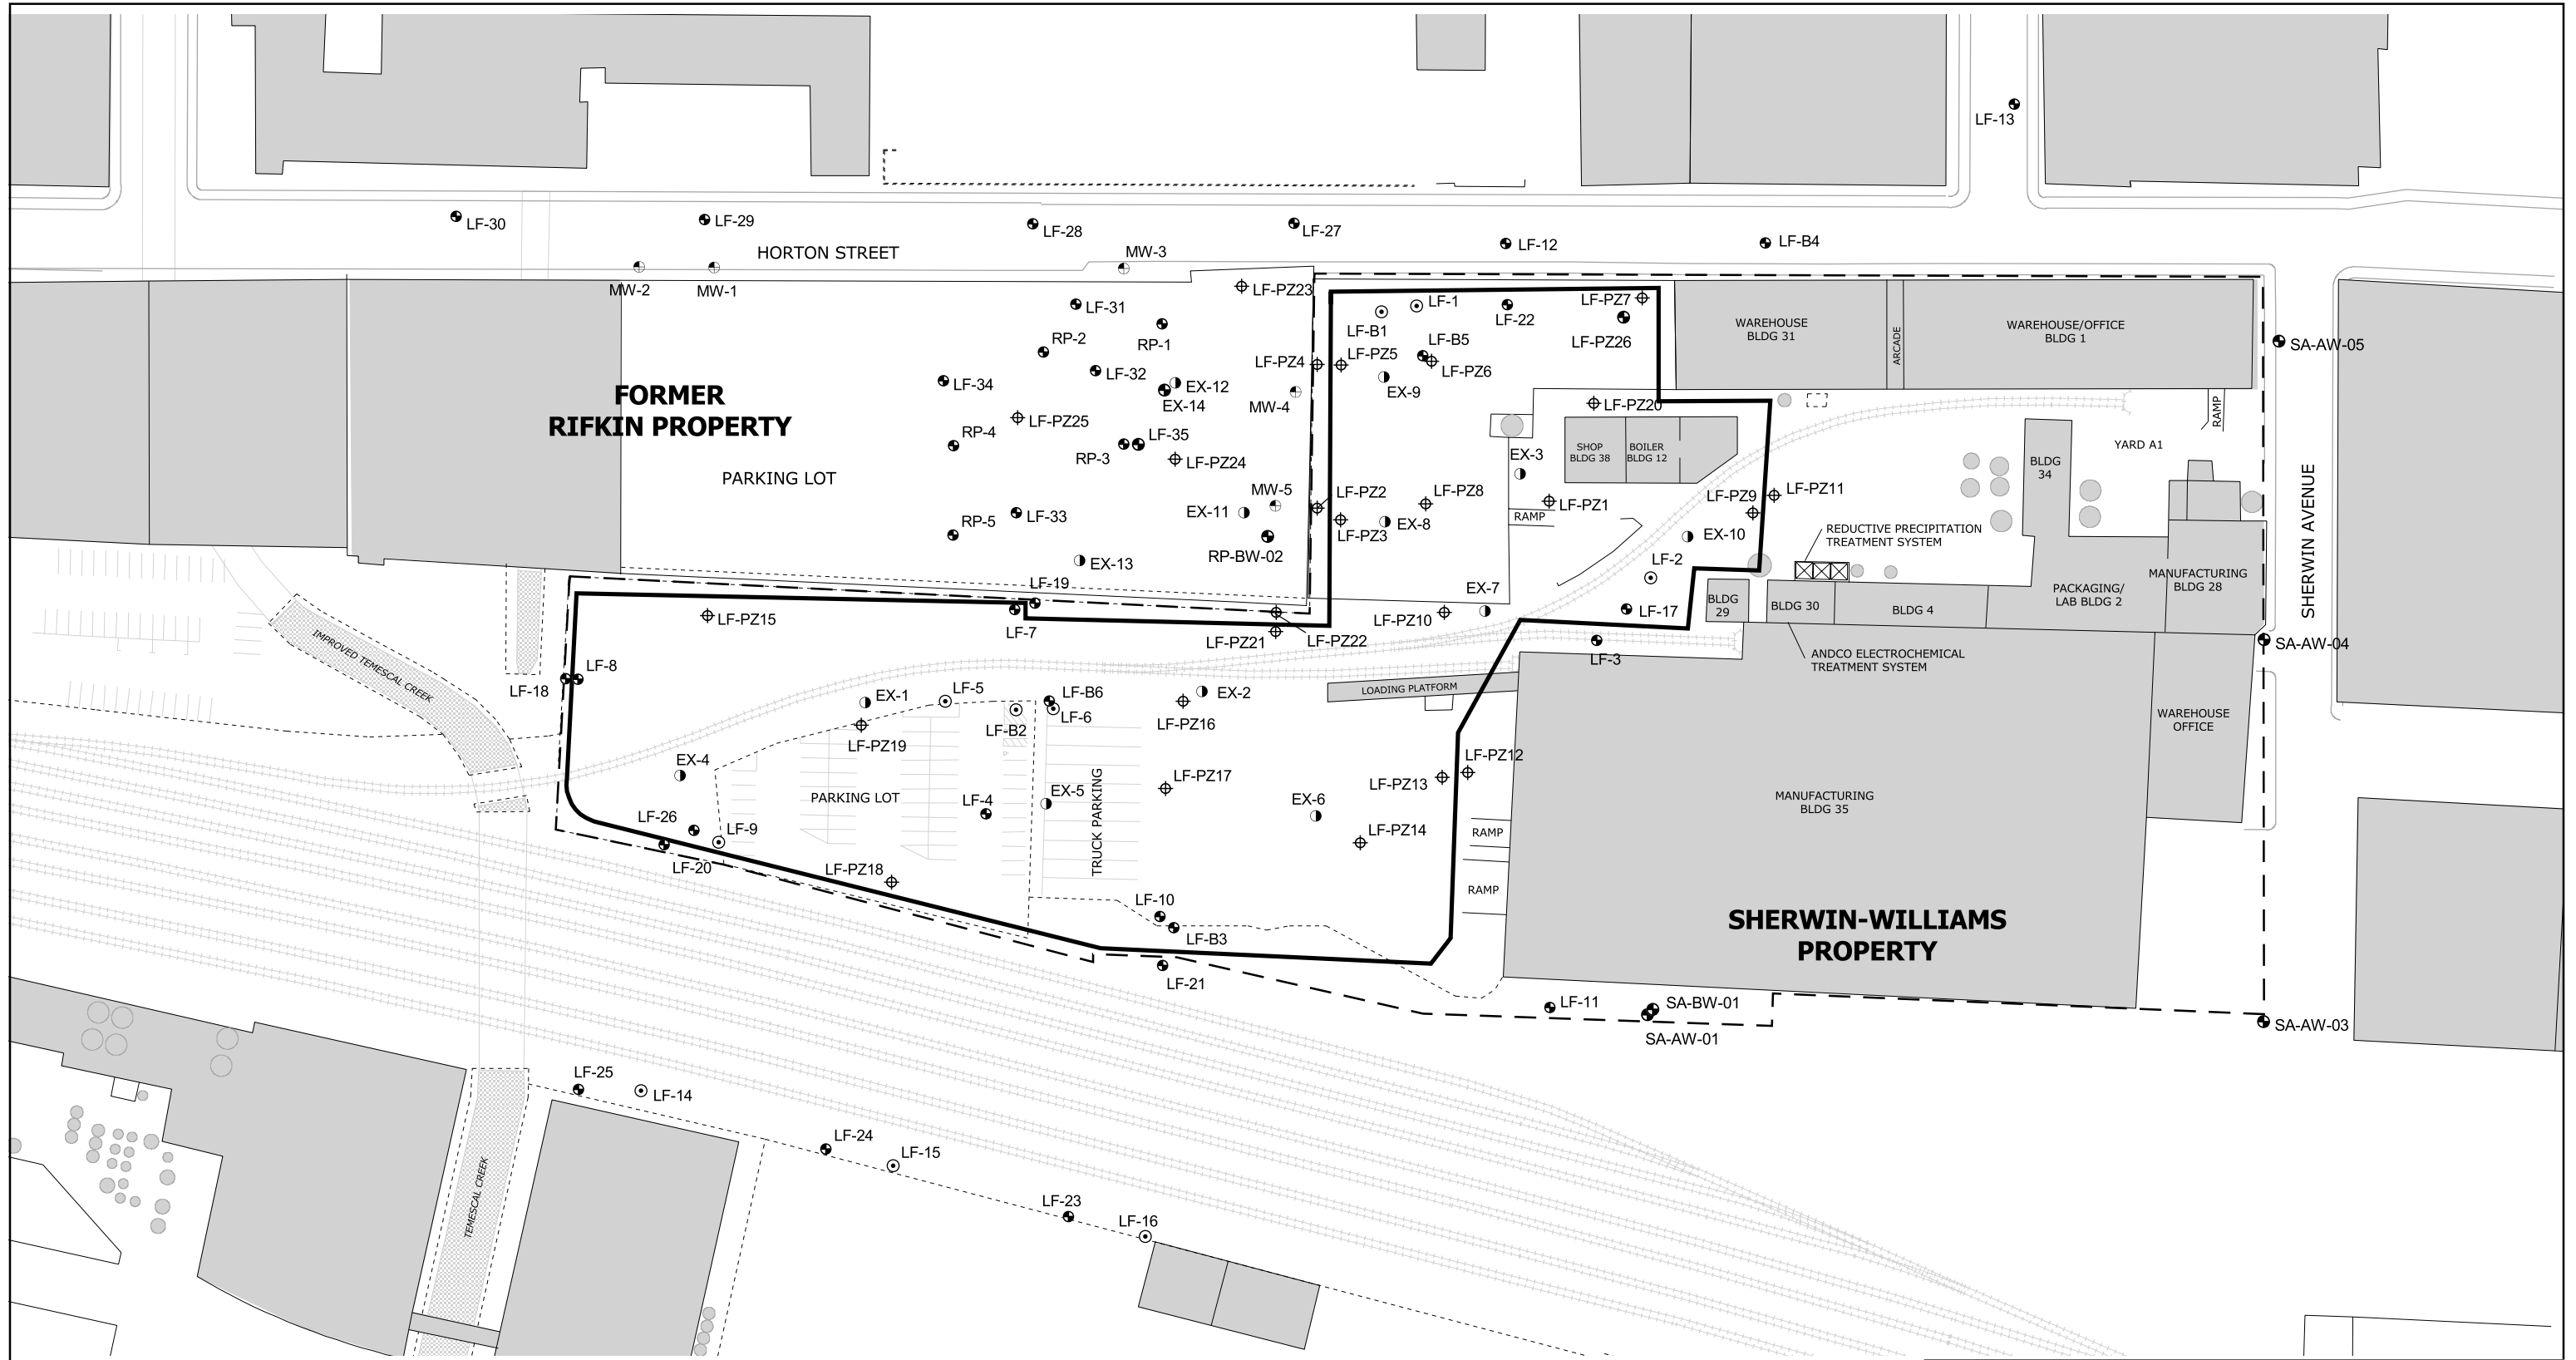 LF-13
LF-30
LF-29
LF-28
LF-27
LF-12
LF-B4
HORTON STREET
MW-3
MW-2
MW-1
LF-PZ23
LF-31
RP-1
RP-2
LF-32
LF-34
EX-12
EX-14
MW-4
LF-PZ4
LF-PZ5
LF-B1
LF-1
LF-B5
LF-PZ6
EX-9
LF-22
LF-PZ7
LF-PZ26
WAREHOUSE
BLDG 31
ARCADE
WAREHOUSE/OFFICE
BLDG 1
SA-AW-05
FORMER
RIFKIN PROPERTY
PARKING LOT
LF-PZ25
RP-4
RP-3
LF-35
LF-PZ24
MW-5
EX-11
RP-BW-02
RP-5
LF-33
EX-13
LF-PZ2
LF-PZ3
EX-8
LF-PZ8
EX-3
LF-PZ1
RAMP
LF-PZ20
SHOP
BLDG 38
BOILER
BLDG 12
LF-PZ9
LF-PZ11
EX-10
LF-2
LF-17
REDUCTIVE PRECIPITATION
TREATMENT SYSTEM
BLDG
34
YARD A1
RAMP
SHERWIN AVENUE
PACKAGING/
LAB BLDG 2
MANUFACTURING
BLDG 28
BLDG
29
BLDG 30
BLDG 4
ANDCO ELECTROCHEMICAL
TREATMENT SYSTEM
SA-AW-04
LF-19
LF-7
LF-PZ15
LF-PZ21
LF-PZ22
LF-PZ10
EX-7
LF-3
IMPROVED TEMESCAL CREEK
LF-18
LF-8
EX-1
LF-5
LF-B2
LF-B6
LF-6
LF-PZ19
EX-2
LF-PZ16
LOADING PLATFORM
WAREHOUSE
OFFICE
EX-4
PARKING LOT
LF-4
EX-5
TRUCK PARKING
LF-PZ17
EX-6
LF-PZ12
LF-PZ13
LF-PZ14
RAMP
RAMP
MANUFACTURING
BLDG 35
LF-26
LF-9
LF-20
LF-PZ18
LF-10
LF-B3
LF-21
SHERWIN-WILLIAMS
PROPERTY
LF-11
SA-BW-01
SA-AW-01
SA-AW-03
LF-25
LF-14
LF-24
LF-15
LF-23
LF-16
TEMESCAL CREEK